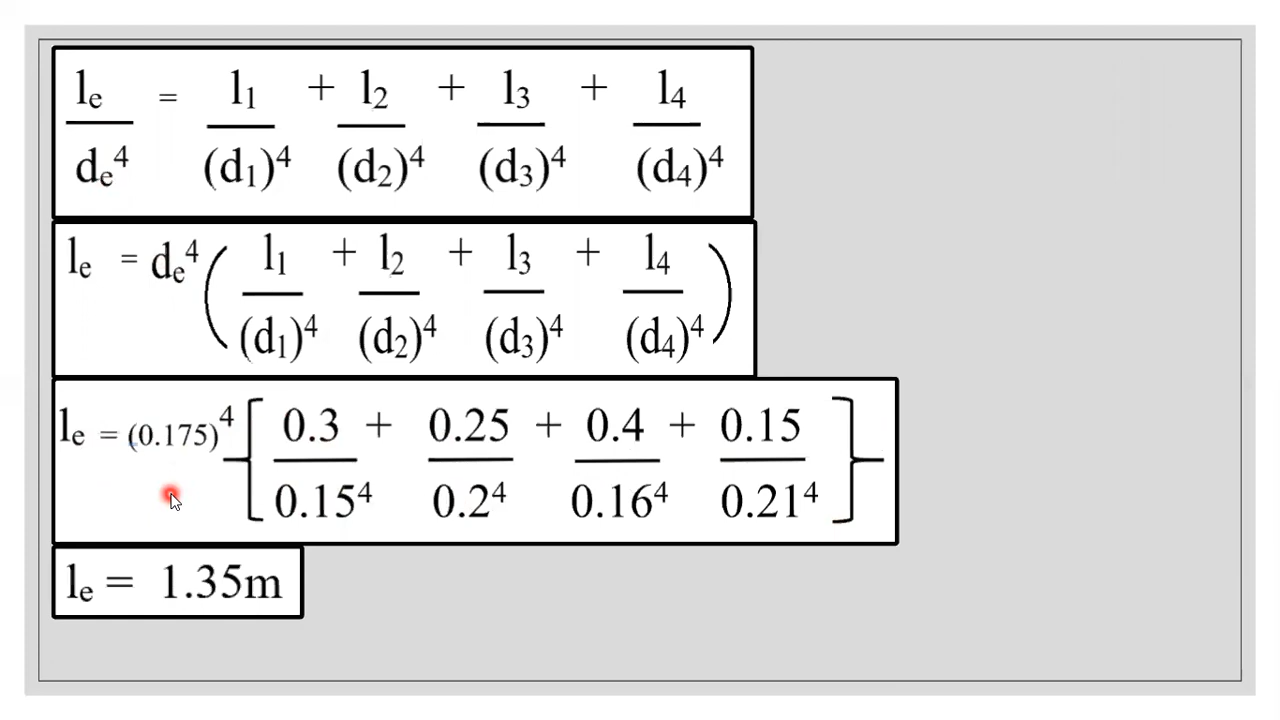 lₑ/dₑ⁴ = l₁/(d₁)⁴ + l₂/(d₂)⁴ + l₃/(d₃)⁴ + l₄/(d₄)⁴
lₑ = dₑ⁴ ( l₁/(d₁)⁴ + l₂/(d₂)⁴ + l₃/(d₃)⁴ + l₄/(d₄)⁴ )
lₑ = (0.175)⁴ { 0.3/0.15⁴ + 0.25/0.2⁴ + 0.4/0.16⁴ + 0.15/0.21⁴ }
lₑ = 1.35m